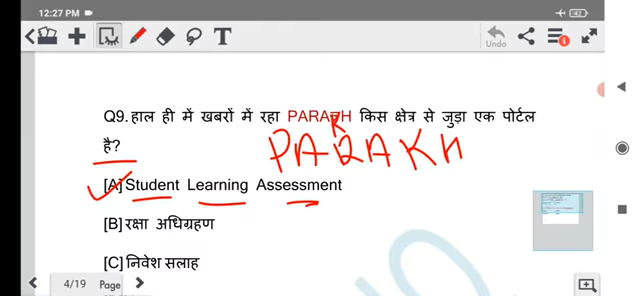 12:27 PM
42
Undo
T
Q9. हाल ही में खबरों में रहा PARAKH किस क्षेत्र से जुड़ा एक पोर्टल
है?
PARAKH
[A] Student Learning Assessment
[B] रक्षा अधिग्रहण
[C] निवेश सलाह
4/19 Page